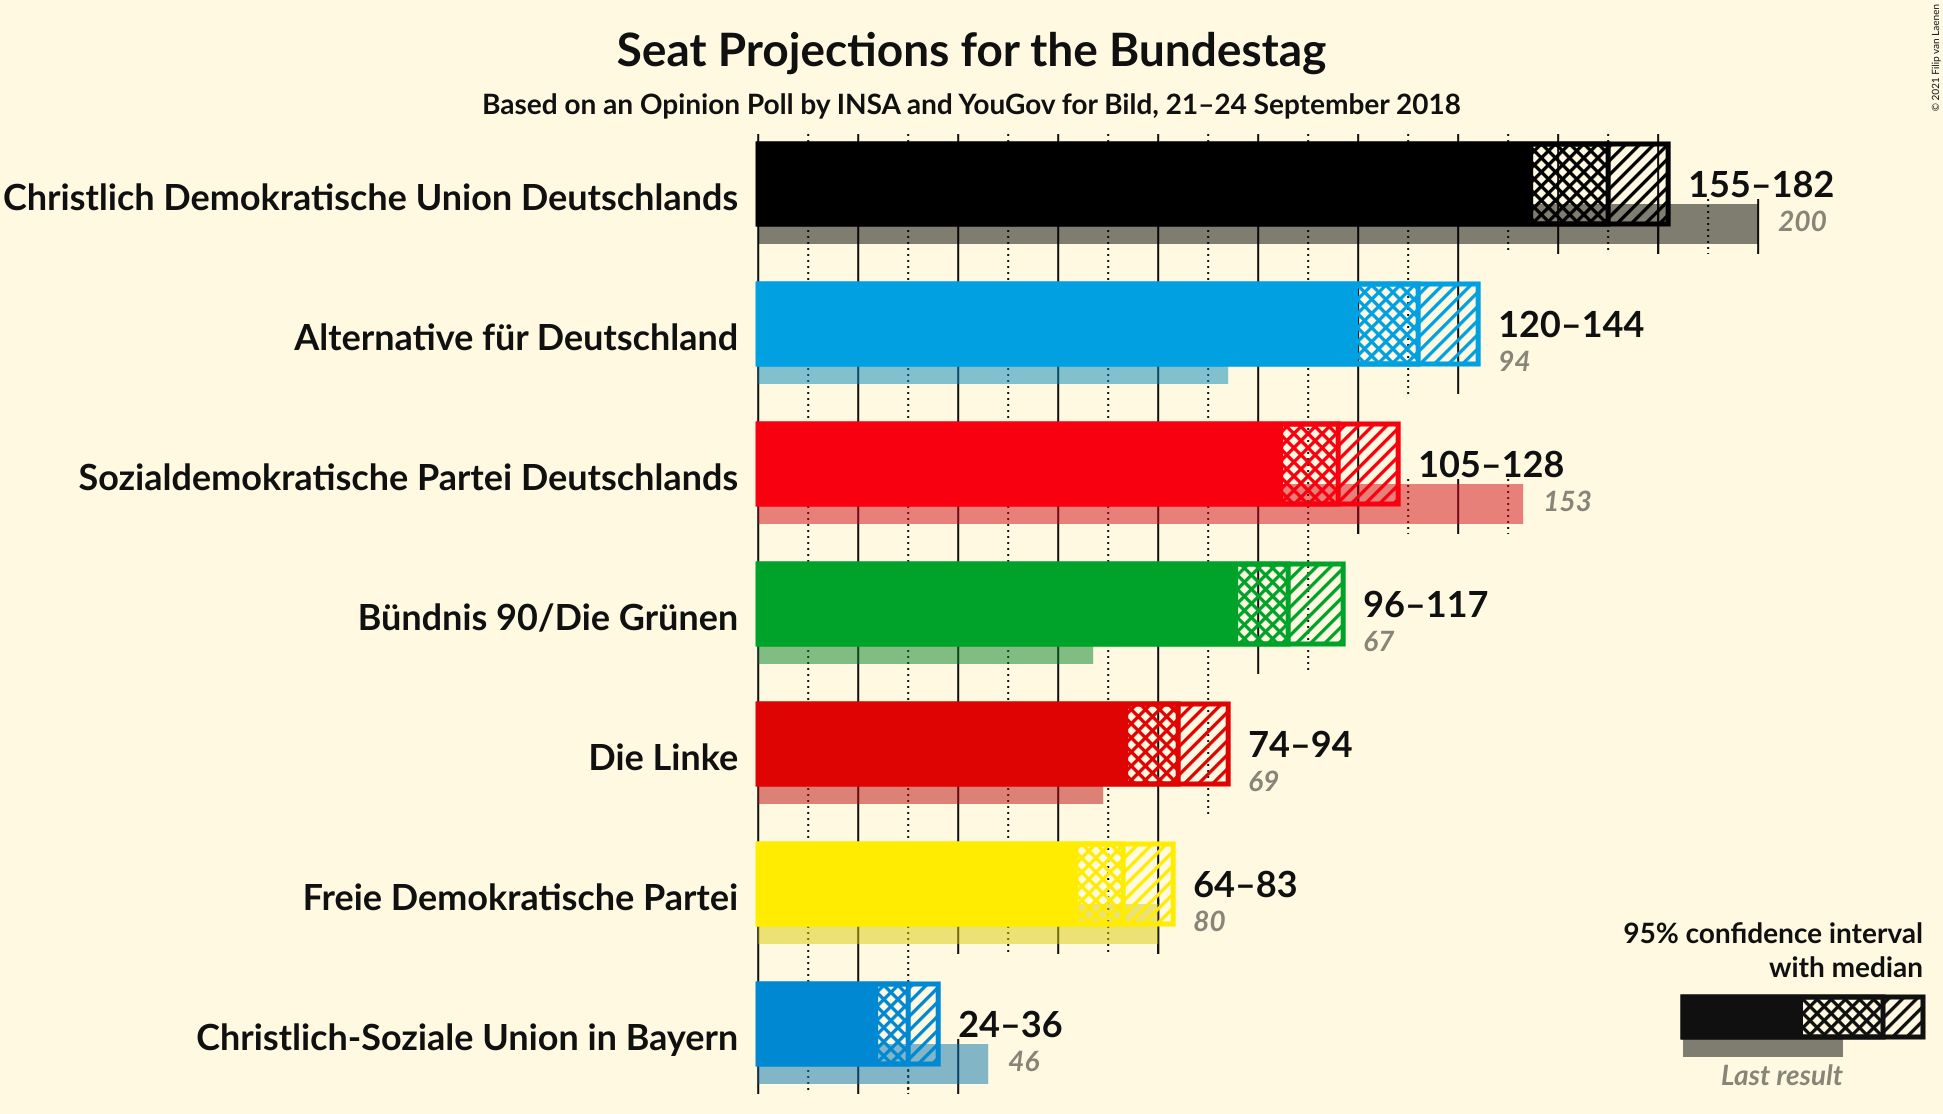 Seat Projections for the Bundestag
Based on an Opinion Poll by INSA and YouGov for Bild, 21–24 September 2018
© 2021 Filip van Laenen
Christlich Demokratische Union Deutschlands
155–182
200
Alternative für Deutschland
120–144
94
Sozialdemokratische Partei Deutschlands
105–128
153
Bündnis 90/Die Grünen
96–117
67
Die Linke
74–94
69
Freie Demokratische Partei
64–83
80
Christlich-Soziale Union in Bayern
24–36
46
95% confidence interval
with median
Last result